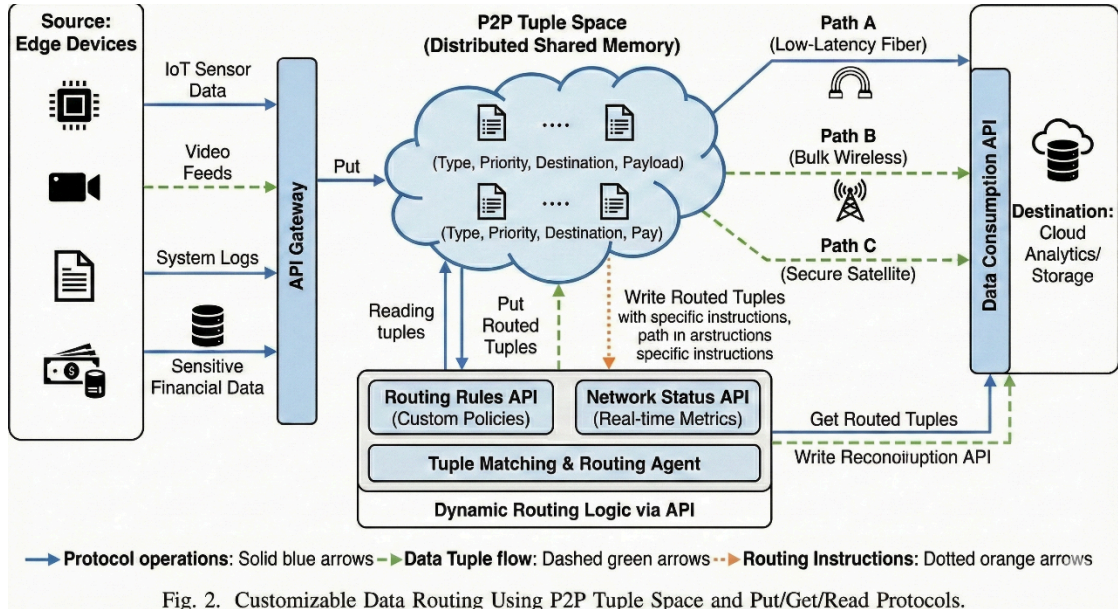 Source:
Edge Devices
IoT Sensor
Data
Video
Feeds
System Logs
Sensitive
Financial Data
API Gateway
Put
P2P Tuple Space
(Distributed Shared Memory)
....
(Type, Priority, Destination, Payload)
....
(Type, Priority, Destination, Pay)
Path A
(Low-Latency Fiber)
Path B
(Bulk Wireless)
Path C
(Secure Satellite)
Data Consumption API
Destination:
Cloud
Analytics/
Storage
Reading
tuples
Put
Routed
Tuples
Write Routed Tuples
with specific instructions,
path in arstructions
specific instructions
Routing Rules API
(Custom Policies)
Network Status API
(Real-time Metrics)
Tuple Matching & Routing Agent
Dynamic Routing Logic via API
Get Routed Tuples
Write Reconoiluption API
Protocol operations: Solid blue arrows
Data Tuple flow: Dashed green arrows
Routing Instructions: Dotted orange arrows
Fig. 2. Customizable Data Routing Using P2P Tuple Space and Put/Get/Read Protocols.